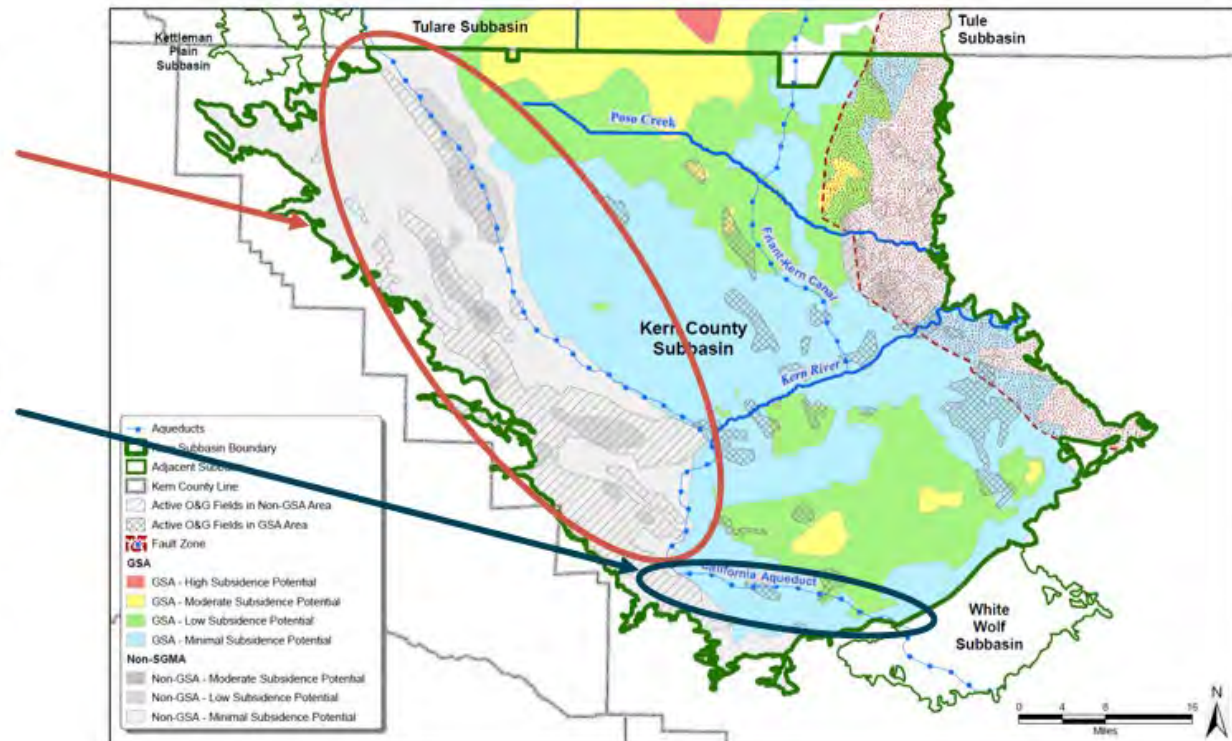 Tulare Subbasin
Tule
Subbasin
Kettleman
Plain
Subbasin
Poso Creek
Friant-Kern Canal
Kern County
Subbasin
Kern River
California Aqueduct
White
Wolf
Subbasin
Aqueducts
Subbasin Boundary
Adjacent
Kern County Line
Active O&G Fields in Non-GSA Area
Active O&G Fields in GSA Area
Fault Zone
GSA
GSA - High Subsidence Potential
GSA - Moderate Subsidence Potential
GSA - Low Subsidence Potential
GSA - Minimal Subsidence Potential
Non-SGMA
Non-GSA - Moderate Subsidence Potential
Non-GSA - Low Subsidence Potential
Non-GSA - Minimal Subsidence Potential
0 4 8 16
Miles
N